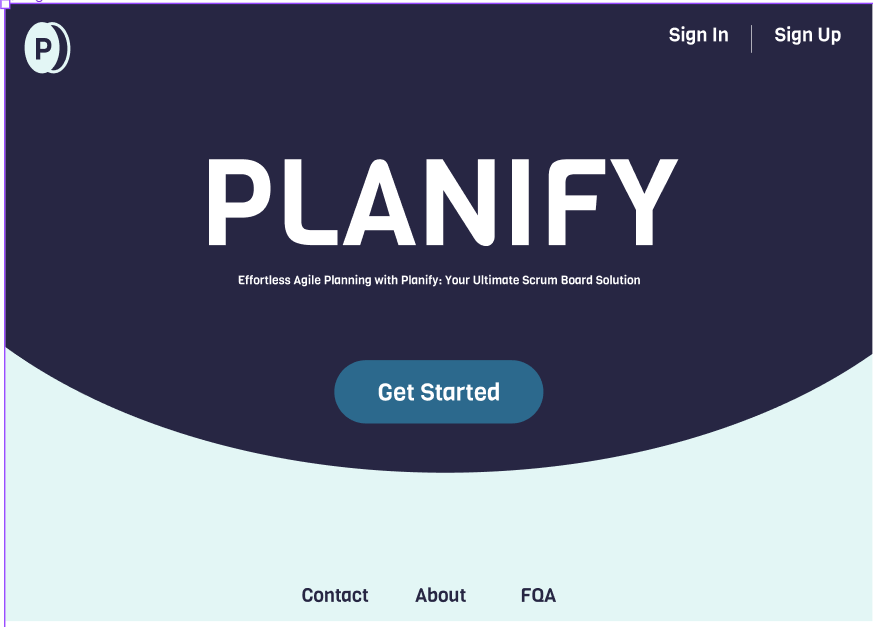 P
Sign In
Sign Up
PLANIFY
Effortless Agile Planning with Planify: Your Ultimate Scrum Board Solution
Get Started
Contact
About
FQA